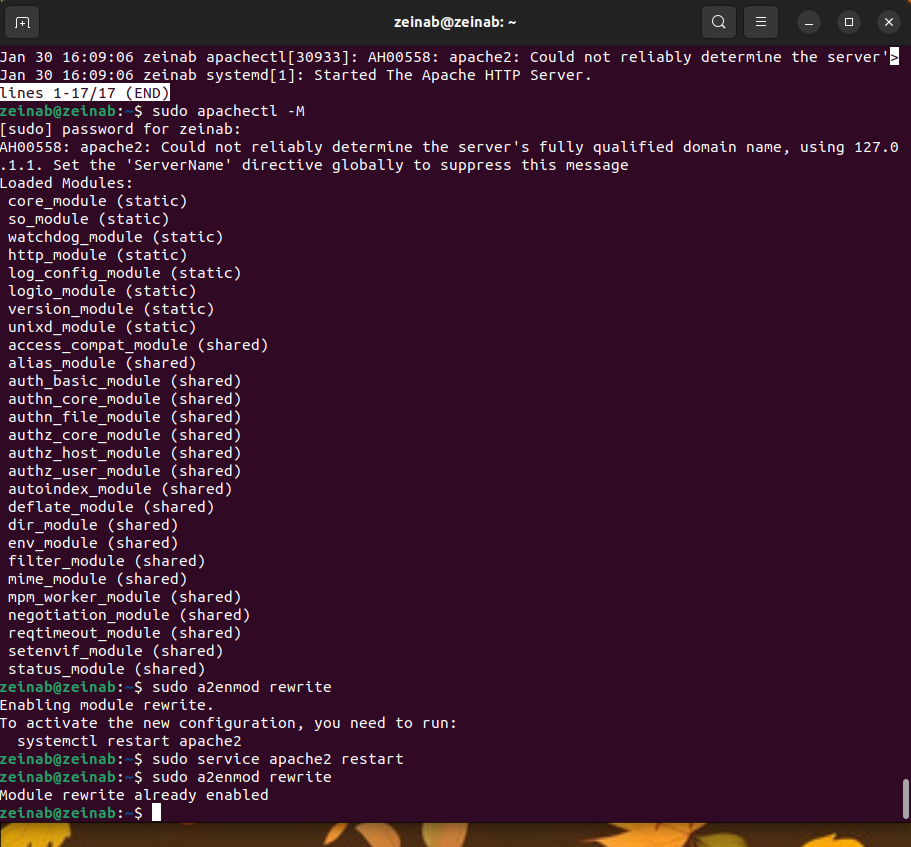 zeinab@zeinab: ~
Jan 30 16:09:06 zeinab apachectl[30933]: AH00558: apache2: Could not reliably determine the server'>
Jan 30 16:09:06 zeinab systemd[1]: Started The Apache HTTP Server.
lines 1-17/17 (END)
zeinab@zeinab:~$ sudo apachectl -M
[sudo] password for zeinab:
AH00558: apache2: Could not reliably determine the server's fully qualified domain name, using 127.0
.1.1. Set the 'ServerName' directive globally to suppress this message
Loaded Modules:
 core_module (static)
 so_module (static)
 watchdog_module (static)
 http_module (static)
 log_config_module (static)
 logio_module (static)
 version_module (static)
 unixd_module (static)
 access_compat_module (shared)
 alias_module (shared)
 auth_basic_module (shared)
 authn_core_module (shared)
 authn_file_module (shared)
 authz_core_module (shared)
 authz_host_module (shared)
 authz_user_module (shared)
 autoindex_module (shared)
 deflate_module (shared)
 dir_module (shared)
 env_module (shared)
 filter_module (shared)
 mime_module (shared)
 mpm_worker_module (shared)
 negotiation_module (shared)
 reqtimeout_module (shared)
 setenvif_module (shared)
 status_module (shared)
zeinab@zeinab:~$ sudo a2enmod rewrite
Enabling module rewrite.
To activate the new configuration, you need to run:
  systemctl restart apache2
zeinab@zeinab:~$ sudo service apache2 restart
zeinab@zeinab:~$ sudo a2enmod rewrite
Module rewrite already enabled
zeinab@zeinab:~$